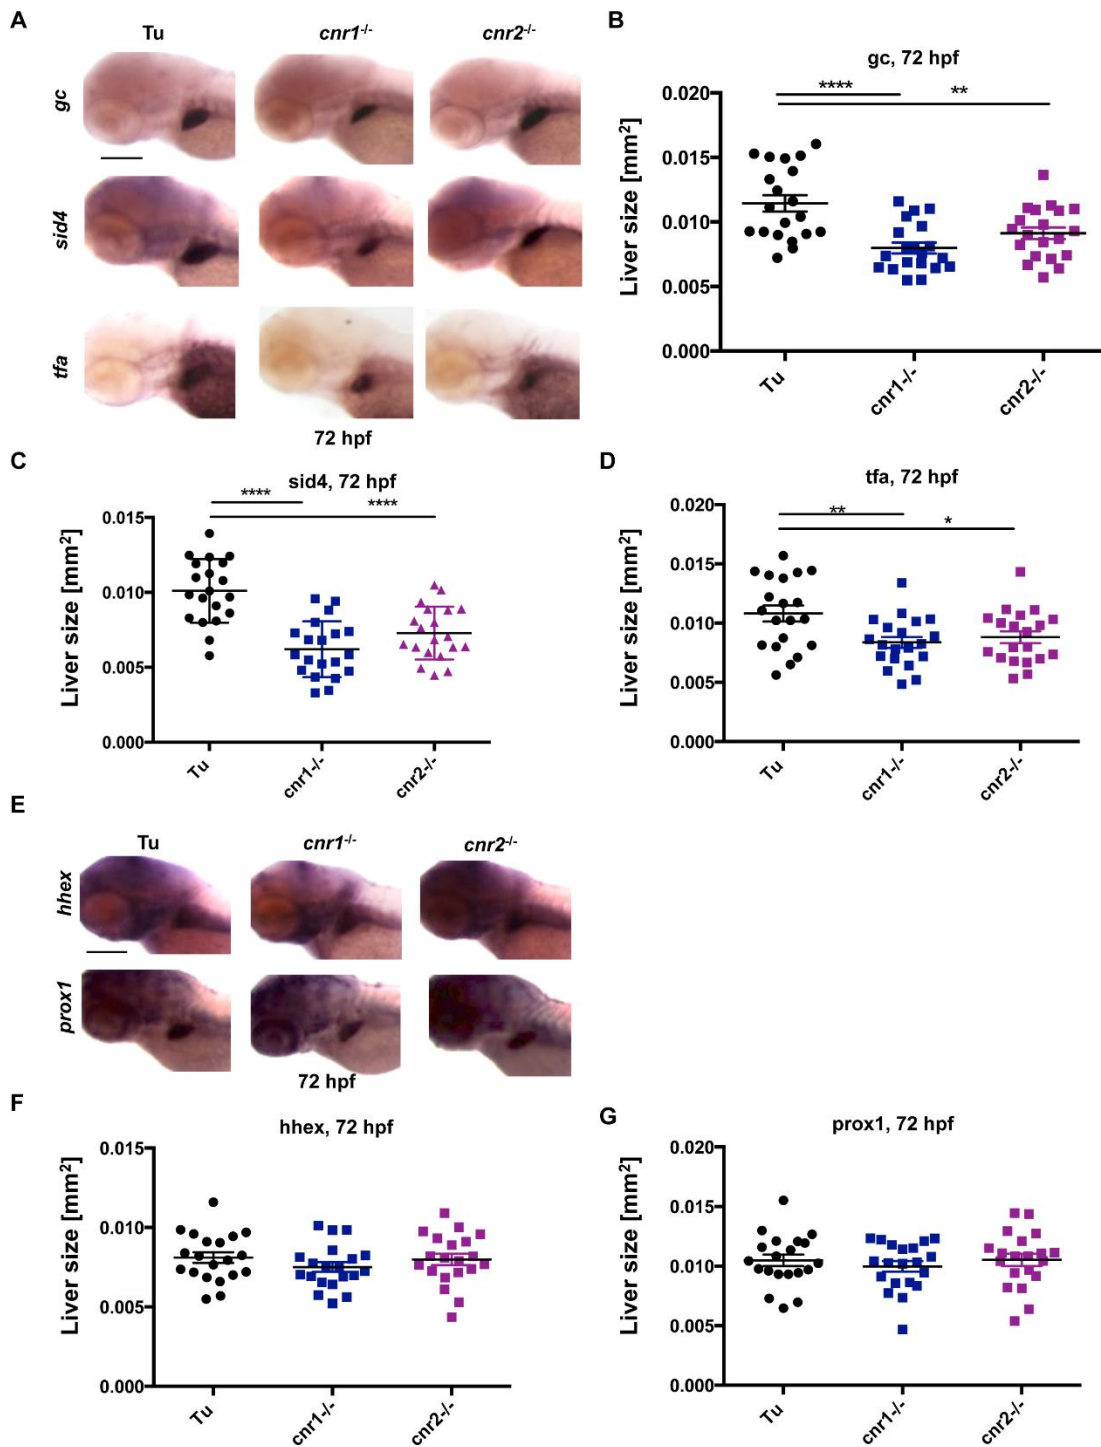 A
Tu
cnr1-/-
cnr2-/-
gc
sid4
tfa
72 hpf
B
gc, 72 hpf
****
**
Liver size [mm²]
0.020
0.015
0.010
0.005
0.000
Tu
cnr1-/-
cnr2-/-
C
sid4, 72 hpf
****
****
Liver size [mm²]
0.015
0.010
0.005
0.000
Tu
cnr1-/-
cnr2-/-
D
tfa, 72 hpf
**
*
Liver size [mm²]
0.020
0.015
0.010
0.005
0.000
Tu
cnr1-/-
cnr2-/-
E
Tu
cnr1-/-
cnr2-/-
hhex
prox1
72 hpf
F
hhex, 72 hpf
Liver size [mm²]
0.015
0.010
0.005
0.000
Tu
cnr1-/-
cnr2-/-
G
prox1, 72 hpf
Liver size [mm²]
0.020
0.015
0.010
0.005
0.000
Tu
cnr1-/-
cnr2-/-